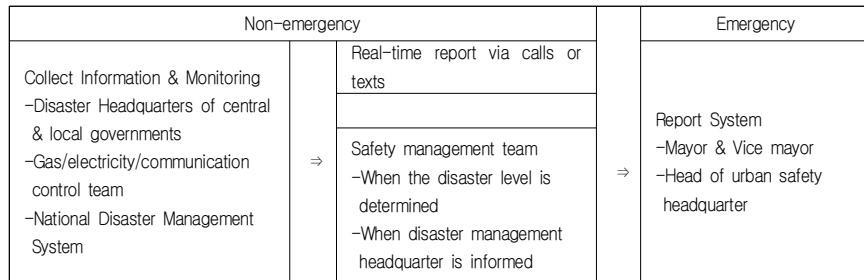 Non-emergency
Emergency
Collect Information & Monitoring
-Disaster Headquarters of central
& local governments
-Gas/electricity/communication
control team
-National Disaster Management
System
⇒
Real-time report via calls or
texts
Safety management team
-When the disaster level is
determined
-When disaster management
headquarter is informed
⇒
Report System
-Mayor & Vice mayor
-Head of urban safety
headquarter